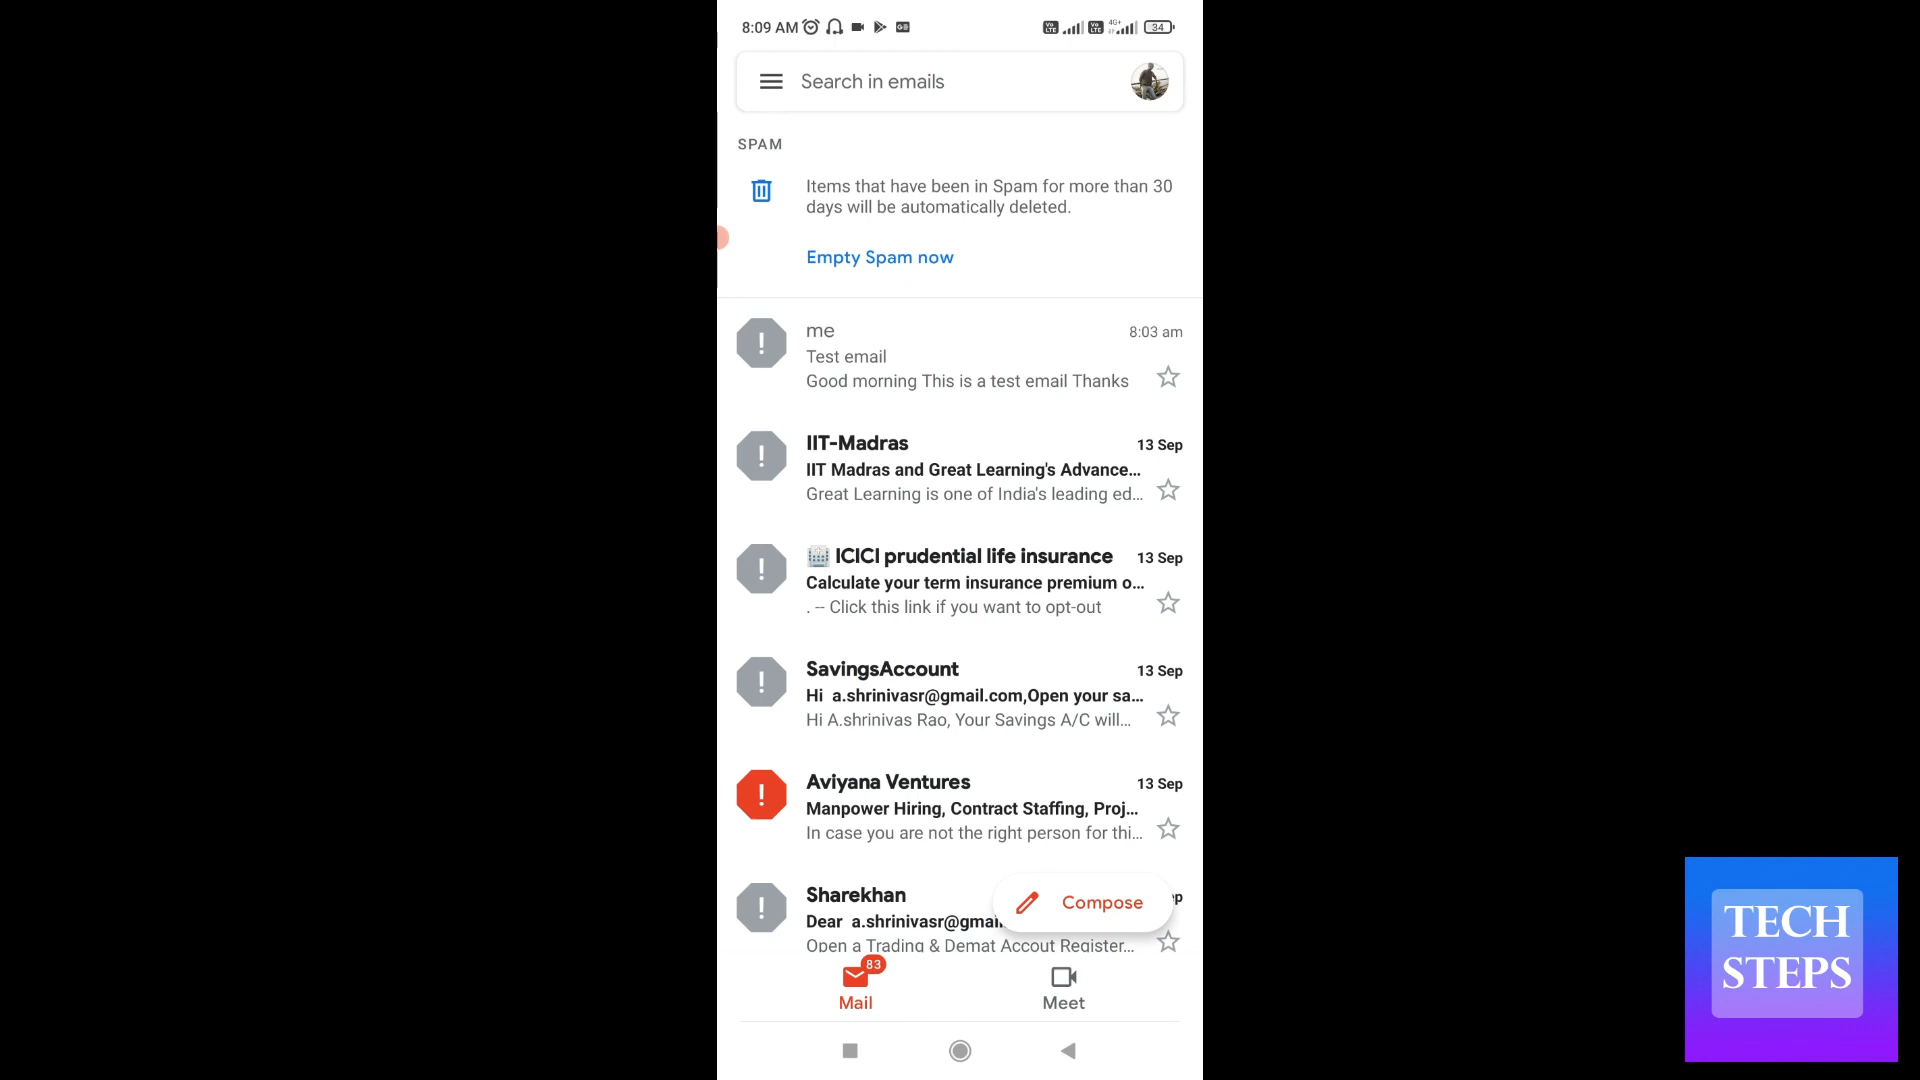 8:09 AM
Vo LTE Vo LTE 4G+ 34
Search in emails
SPAM
Items that have been in Spam for more than 30
days will be automatically deleted.
Empty Spam now
me 8:03 am
Test email
Good morning This is a test email Thanks
IIT-Madras 13 Sep
IIT Madras and Great Learning's Advance...
Great Learning is one of India's leading ed...
ICICI prudential life insurance 13 Sep
Calculate your term insurance premium o...
. -- Click this link if you want to opt-out
SavingsAccount 13 Sep
Hi a.shrinivasr@gmail.com,Open your sa...
Hi A.shrinivas Rao, Your Savings A/C will...
Aviyana Ventures 13 Sep
Manpower Hiring, Contract Staffing, Proj...
In case you are not the right person for thi...
Sharekhan
Dear a.shrinivasr@gmai
Open a Trading & Demat Accout Register...
Compose
83
Mail Meet
TECH
STEPS